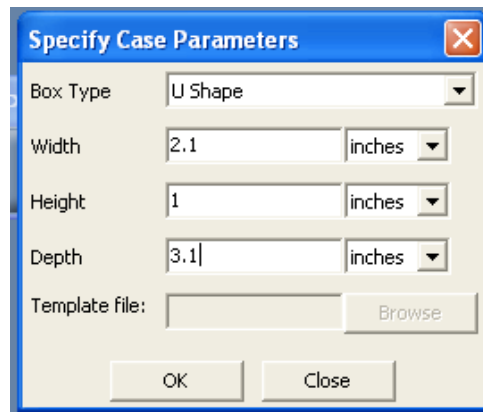 Specify Case Parameters
Box Type U Shape
Width 2.1 inches
Height 1 inches
Depth 3.1 inches
Template file: Browse
OK Close